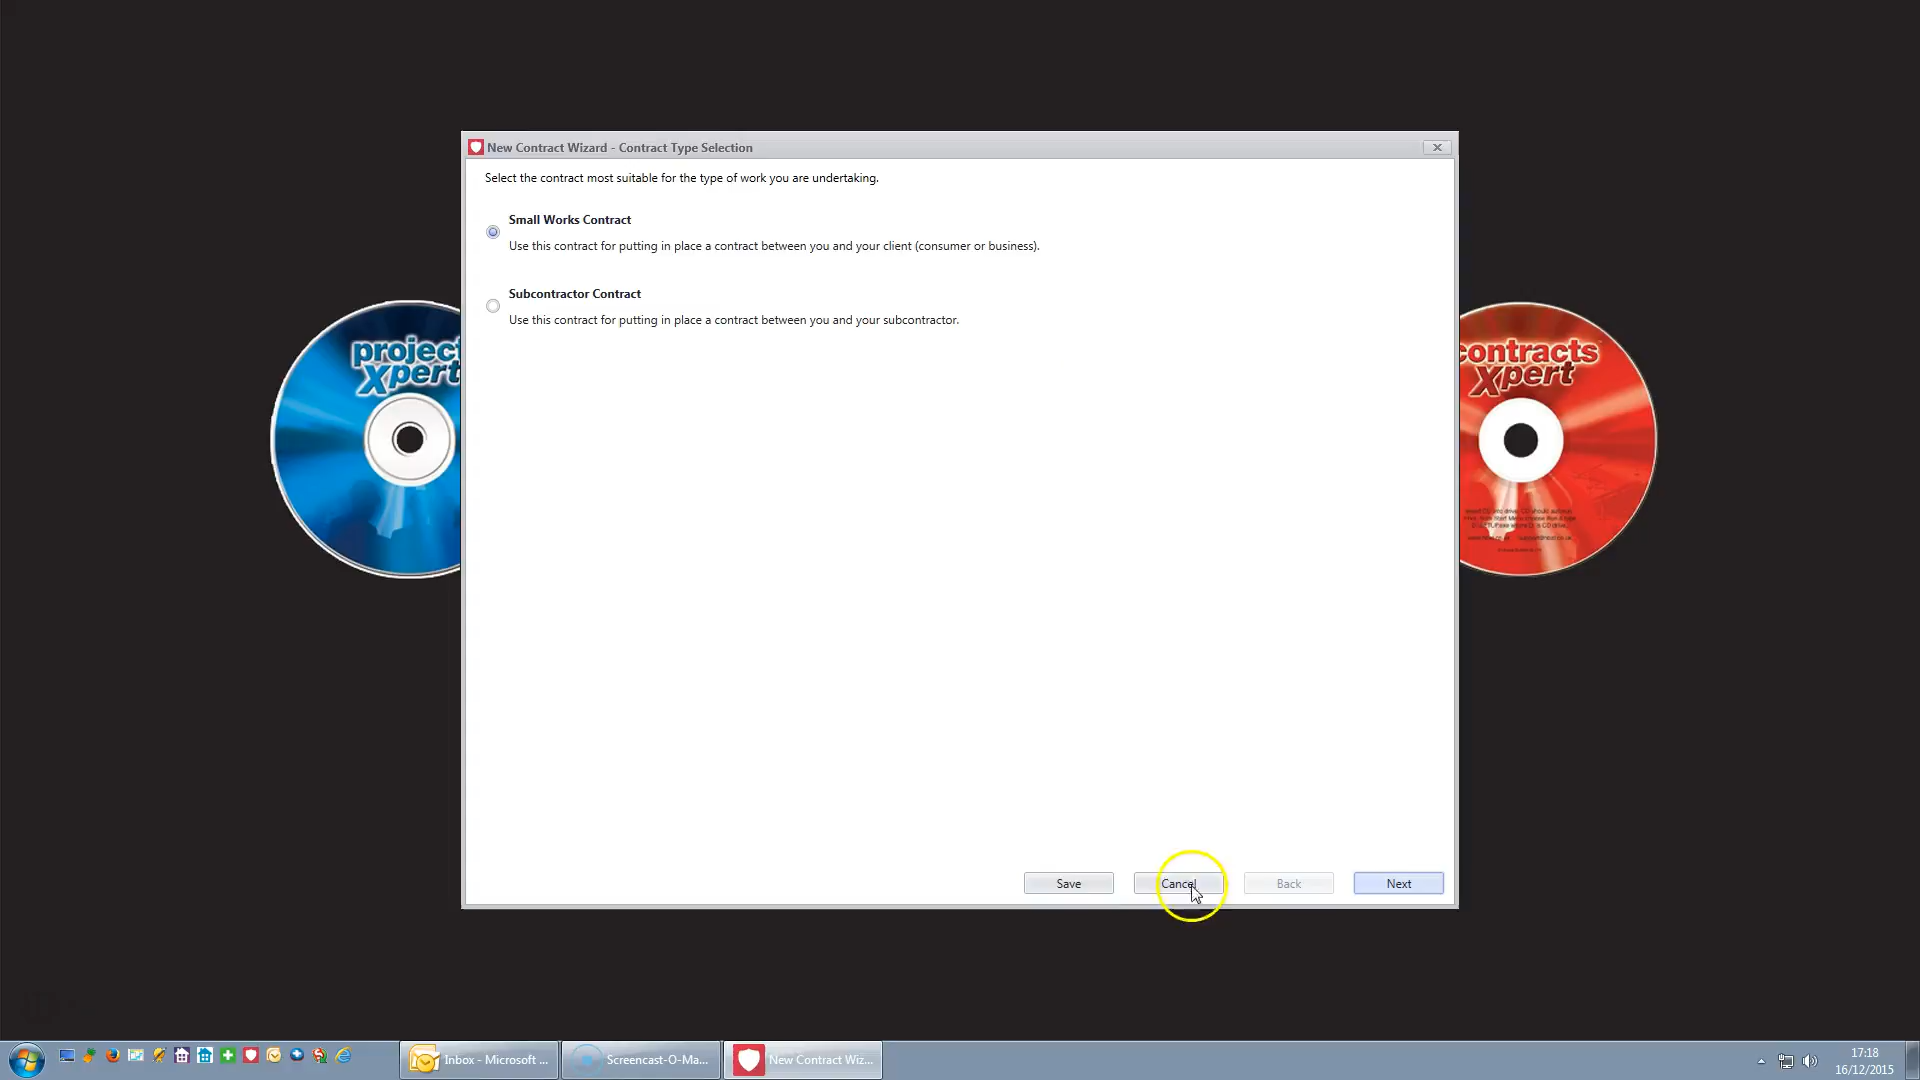 New Contract Wizard - Contract Type Selection
Select the contract most suitable for the type of work you are undertaking.
Small Works Contract
Use this contract for putting in place a contract between you and your client (consumer or business).
Subcontractor Contract
Use this contract for putting in place a contract between you and your subcontractor.
project
Xpert
contracts
Xpert
Save
Cancel
Back
Next
Inbox - Microsoft ...
Screencast-O-Ma...
New Contract Wiz...
17:18
16/12/2015